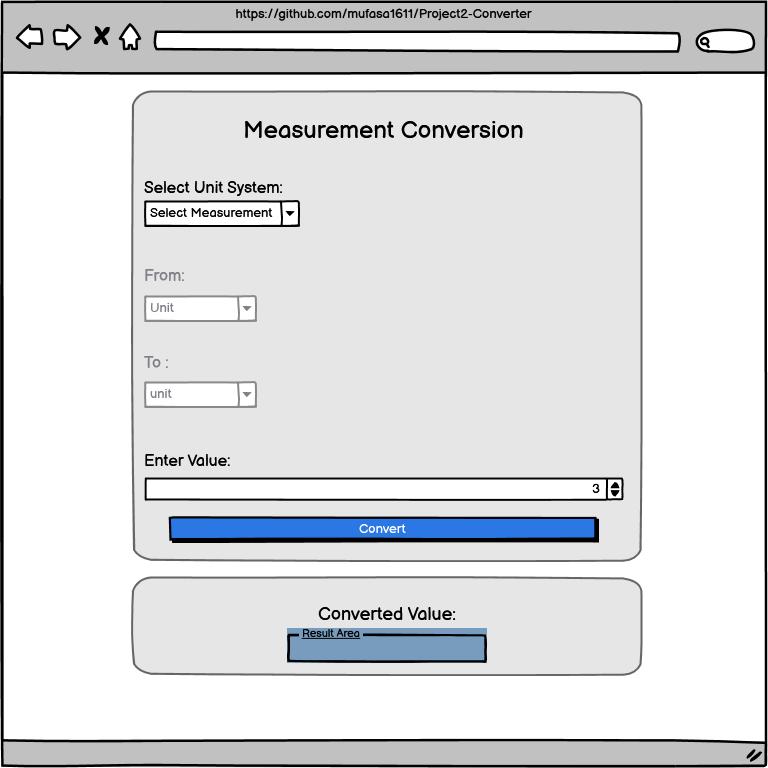 https://github.com/mufasa1611/Project2-Converter
Measurement Conversion
Select Unit System:
Select Measurement
From:
Unit
To :
unit
Enter Value:
3
Convert
Converted Value:
Result Area